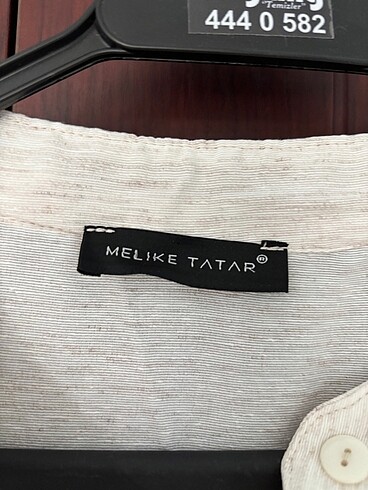 "Temizler"
444 0 582
MELIKE TATAR®